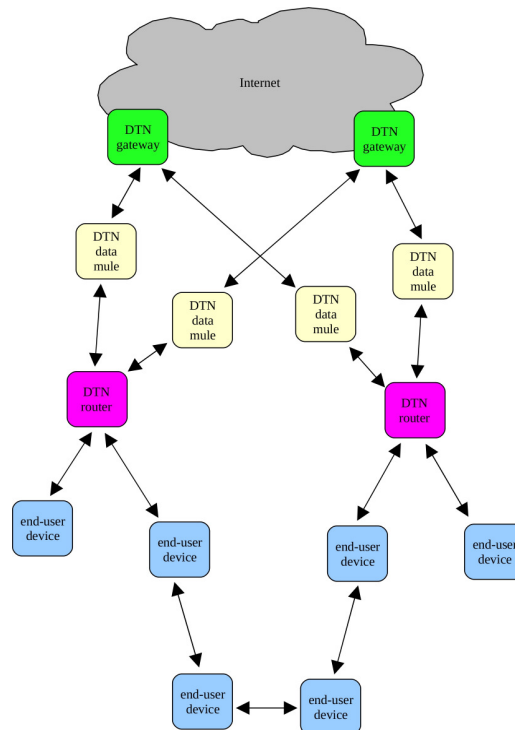 Internet
DTN
gateway
DTN
gateway
DTN
data
mule
DTN
data
mule
DTN
data
mule
DTN
data
mule
DTN
router
DTN
router
end-user
device
end-user
device
end-user
device
end-user
device
end-user
device
end-user
device